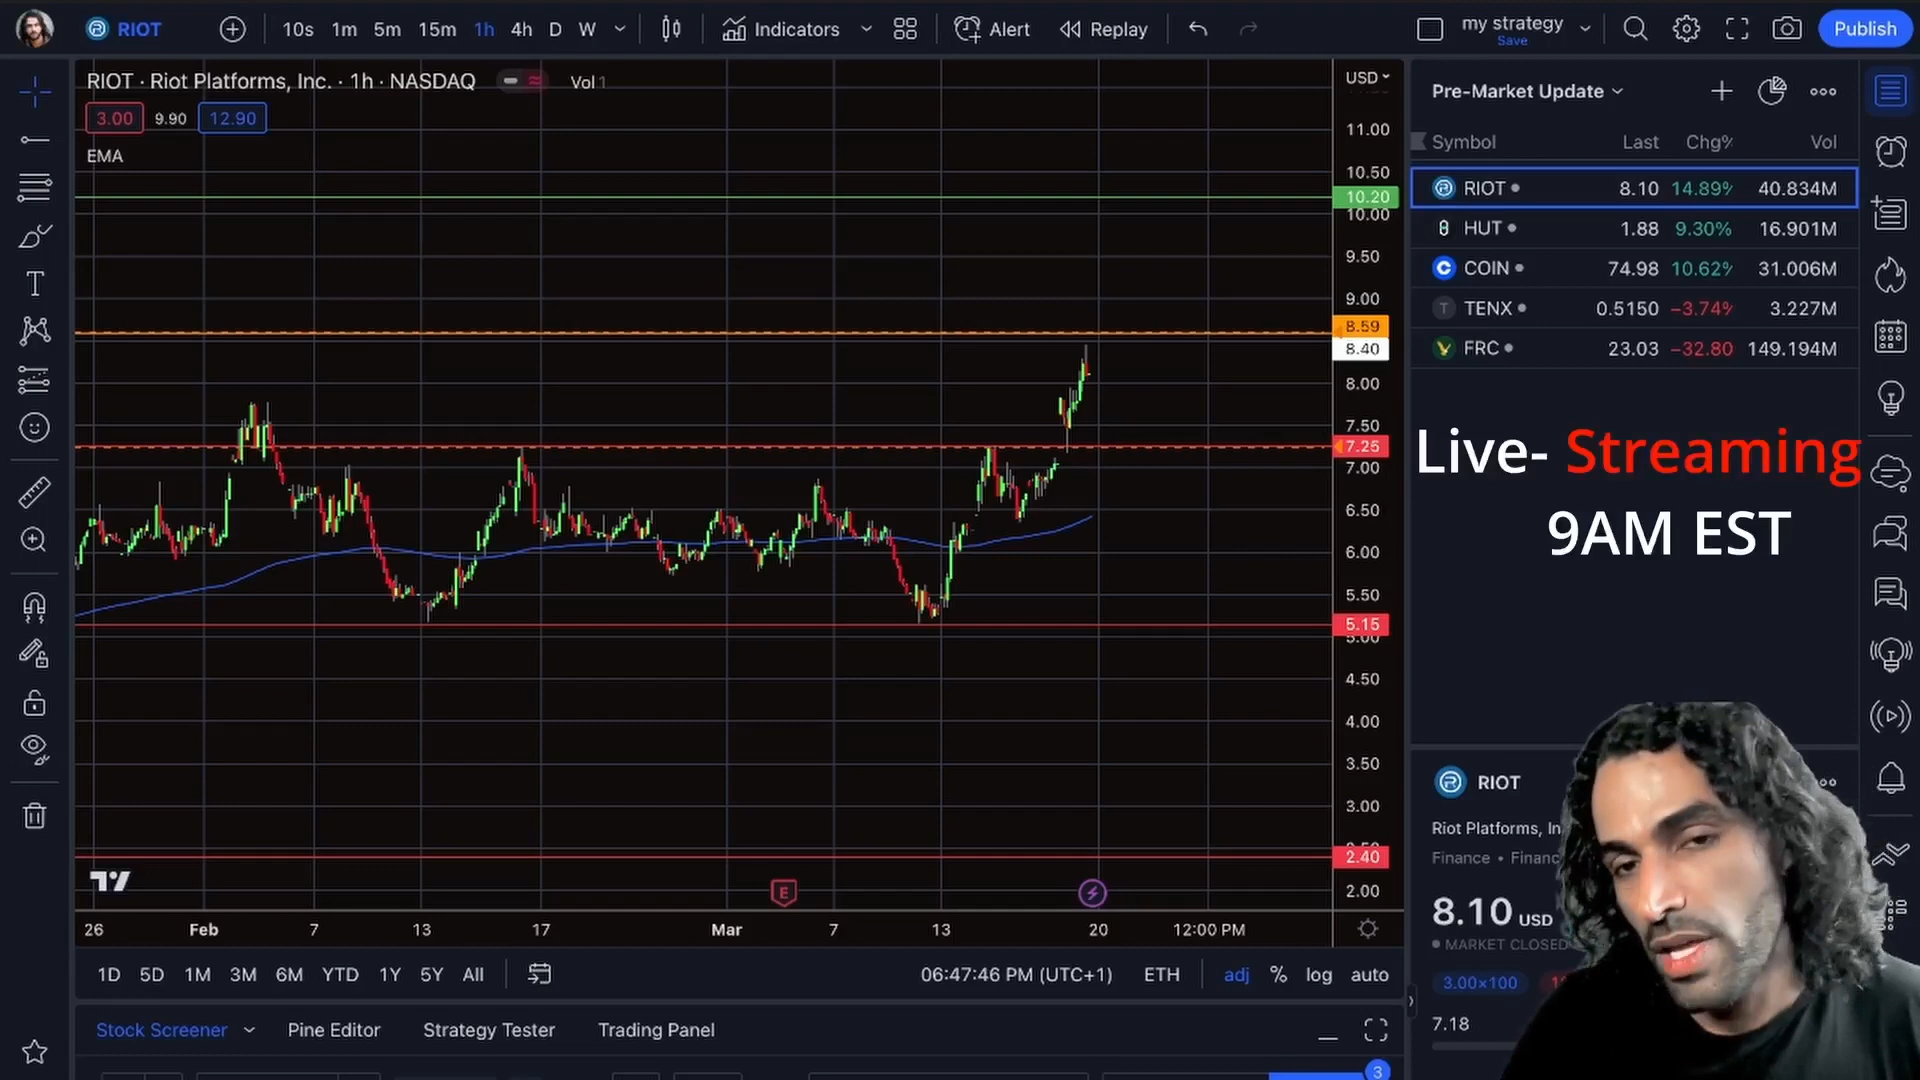 RIOT
10s 1m 5m 15m 1h 4h D W
Indicators
Alert
Replay
my strategy
Save
Publish
RIOT · Riot Platforms, Inc. · 1h · NASDAQ
Vol 1
3.00 9.90 12.90
EMA
USD
11.00
10.50
10.20
10.00
9.50
9.00
8.59
8.40
8.00
7.50
7.25
7.00
6.50
6.00
5.50
5.15
5.00
4.50
4.00
3.50
3.00
2.40
2.00
E
26 Feb 7 13 17 Mar 7 13 20 12:00 PM
1D 5D 1M 3M 6M YTD 1Y 5Y All
06:47:46 PM (UTC+1) ETH adj % log auto
Stock Screener Pine Editor Strategy Tester Trading Panel
3
Pre-Market Update
Symbol Last Chg% Vol
RIOT 8.10 14.89% 40.834M
HUT 1.88 9.30% 16.901M
COIN 74.98 10.62% 31.006M
TENX 0.5150 −3.74% 3.227M
FRC 23.03 −32.80 149.194M
Live- Streaming
9AM EST
RIOT
Riot Platforms, In
Finance • Financ
8.10 USD
MARKET CLOSED
3.00×100
7.18